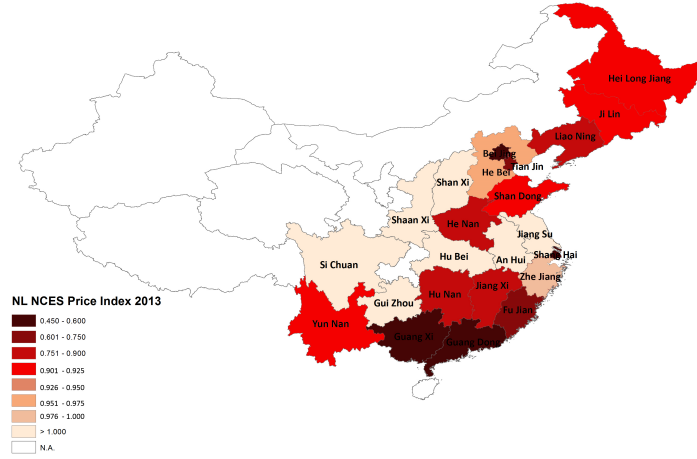 Hei Long Jiang
Ji Lin
Liao Ning
Bei Jing
Tian Jin
He Bei
Shan Xi
Shan Dong
Shaan Xi
He Nan
Jiang Su
Shang Hai
Hu Bei
An Hui
Si Chuan
Zhe Jiang
Gui Zhou
Hu Nan
Jiang Xi
Fu Jian
Yun Nan
Guang Xi
Guang Dong
NL NCES Price Index 2013
0.450 - 0.600
0.601 - 0.750
0.751 - 0.900
0.901 - 0.925
0.926 - 0.950
0.951 - 0.975
0.976 - 1.000
> 1.000
N.A.